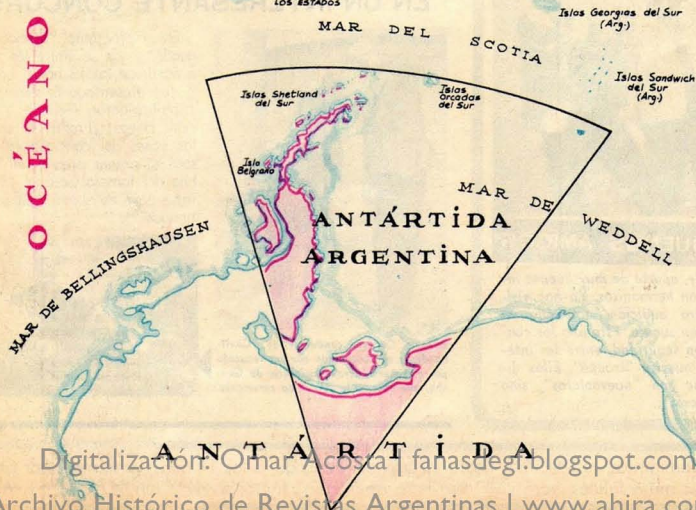 LOS ESTADOS
MAR DEL SCOTIA
Islas Georgias del Sur
(Arg.)
Islas Sandwich
del Sur
(Arg.)
OCÉANO
Islas Shetland
del Sur
Islas
Orcadas
del Sur
Isla
Belgrano
MAR DE WEDDELL
ANTÁRTIDA
ARGENTINA
MAR DE BELLINGSHAUSEN
ANTÁRTIDA
Digitalización: Omar Acosta | fanasdegf.blogspot.com
Archivo Histórico de Revistas Argentinas | www.ahira.co